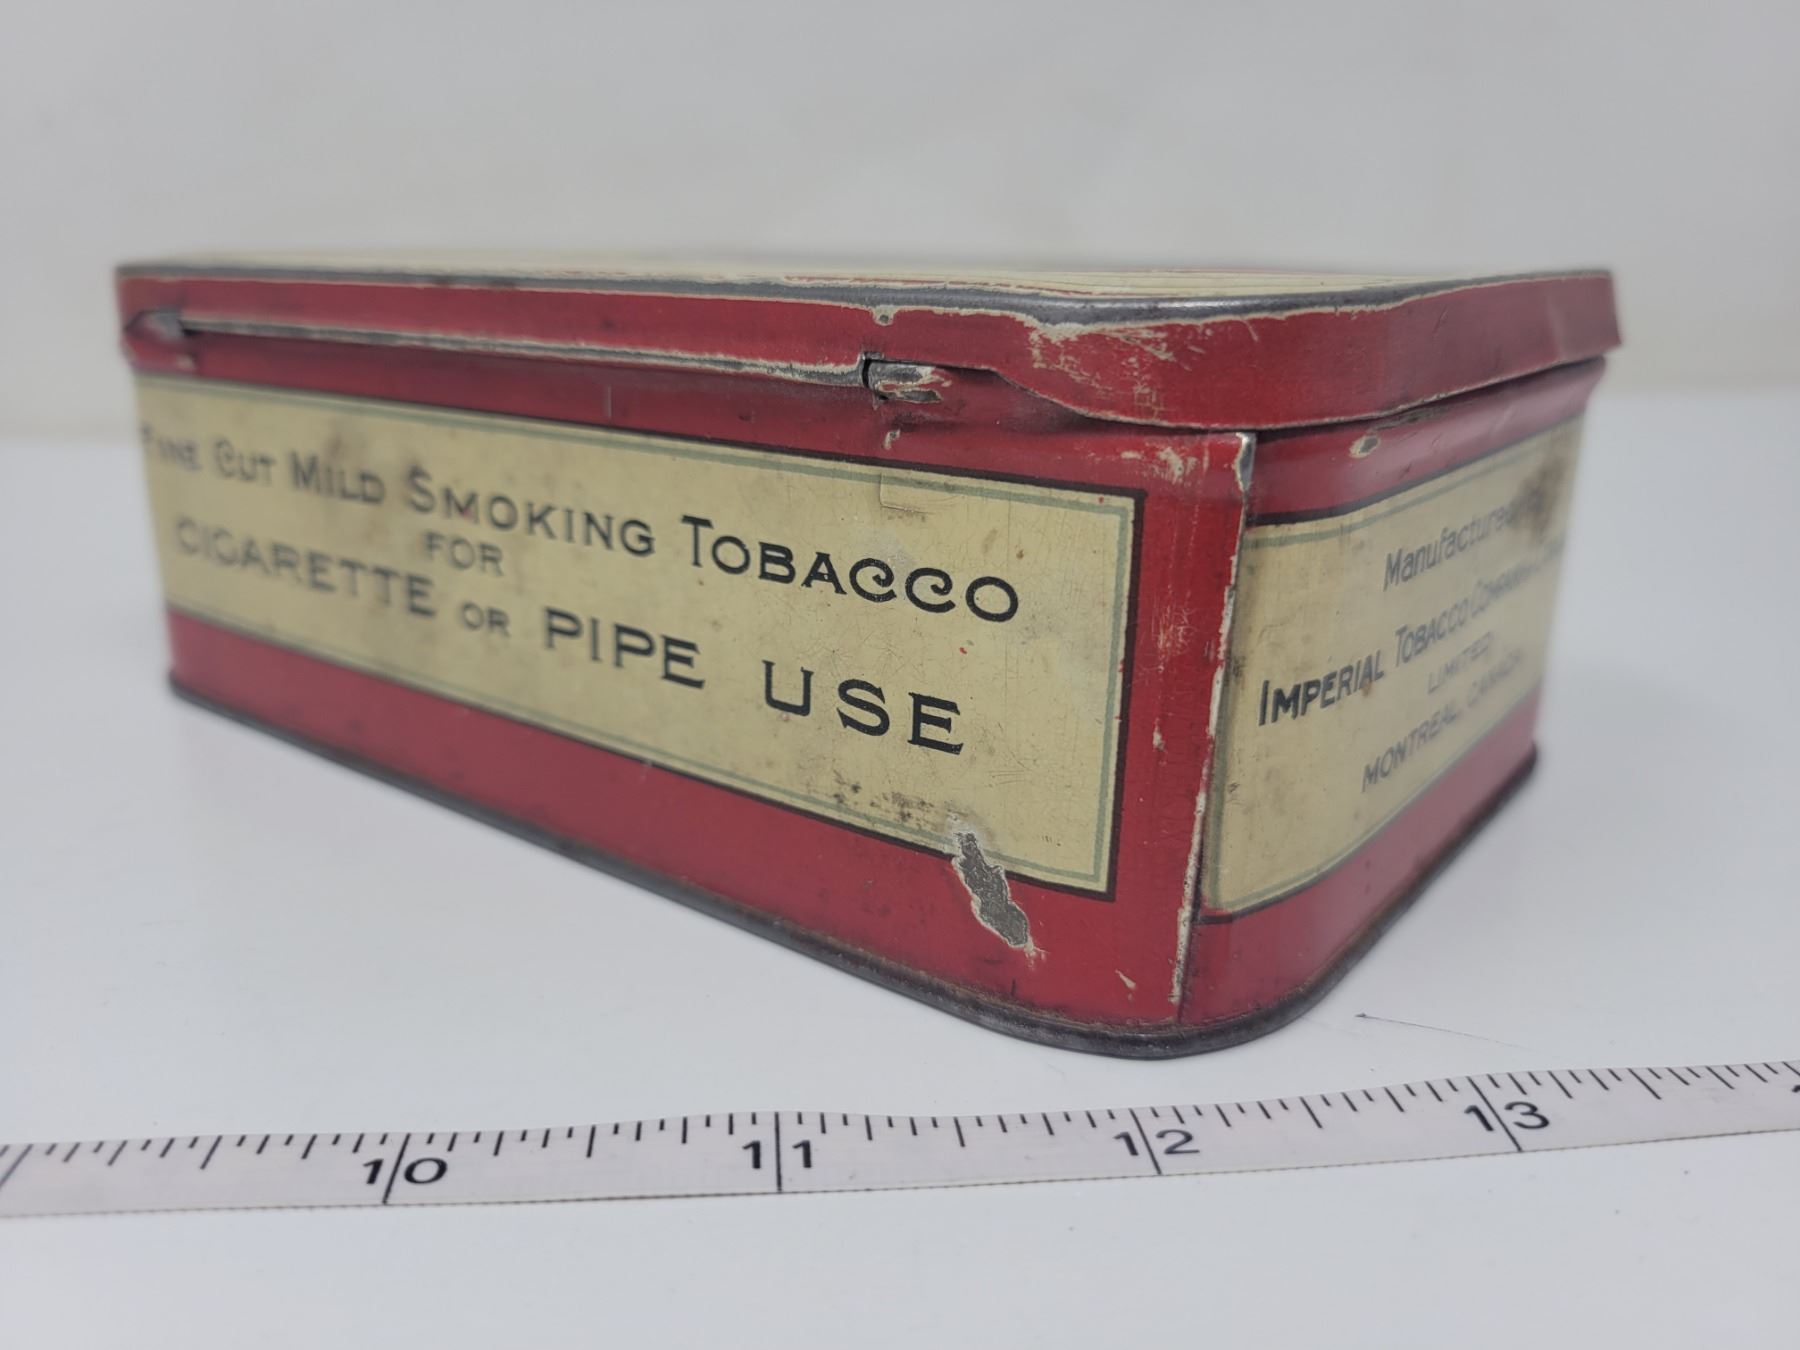 FINE CUT MILD SMOKING TOBACCO
FOR
CIGARETTE OR PIPE USE
Manufactured
IMPERIAL TOBACCO COMPANY
LIMITED
MONTREAL, CANADA
10 11 12 13